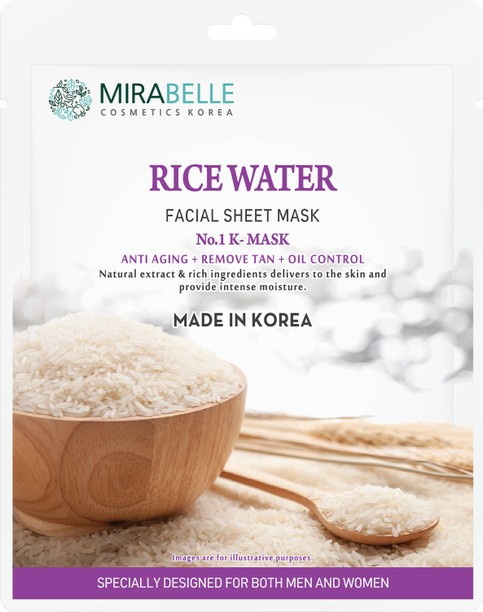 MIRABELLE
COSMETICS KOREA
RICE WATER
FACIAL SHEET MASK
No.1 K- MASK
ANTI AGING + REMOVE TAN + OIL CONTROL
Natural extract & rich ingredients delivers to the skin and
provide intense moisture.
MADE IN KOREA
Images are for illustrative purposes.
SPECIALLY DESIGNED FOR BOTH MEN AND WOMEN